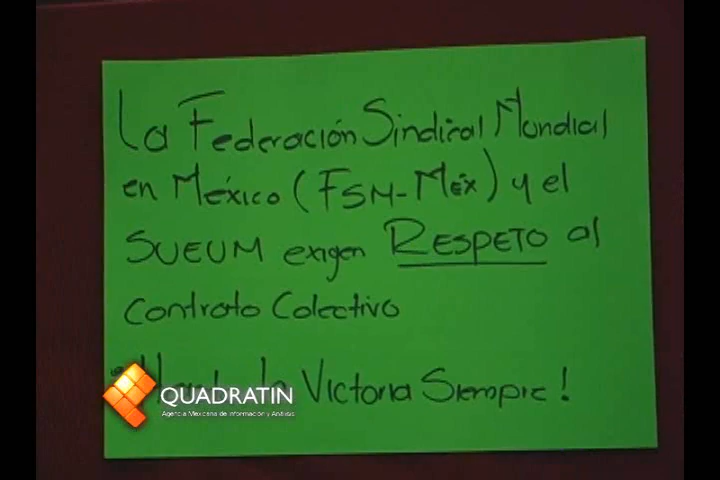 La Federación Sindical Mundial
en México (FSM-Méx) y el
SUEUM exigen RESPETO al
Contrato Colectivo
Victoria Siempre!
QUADRATIN
Agencia Mexicana de Información y Análisis